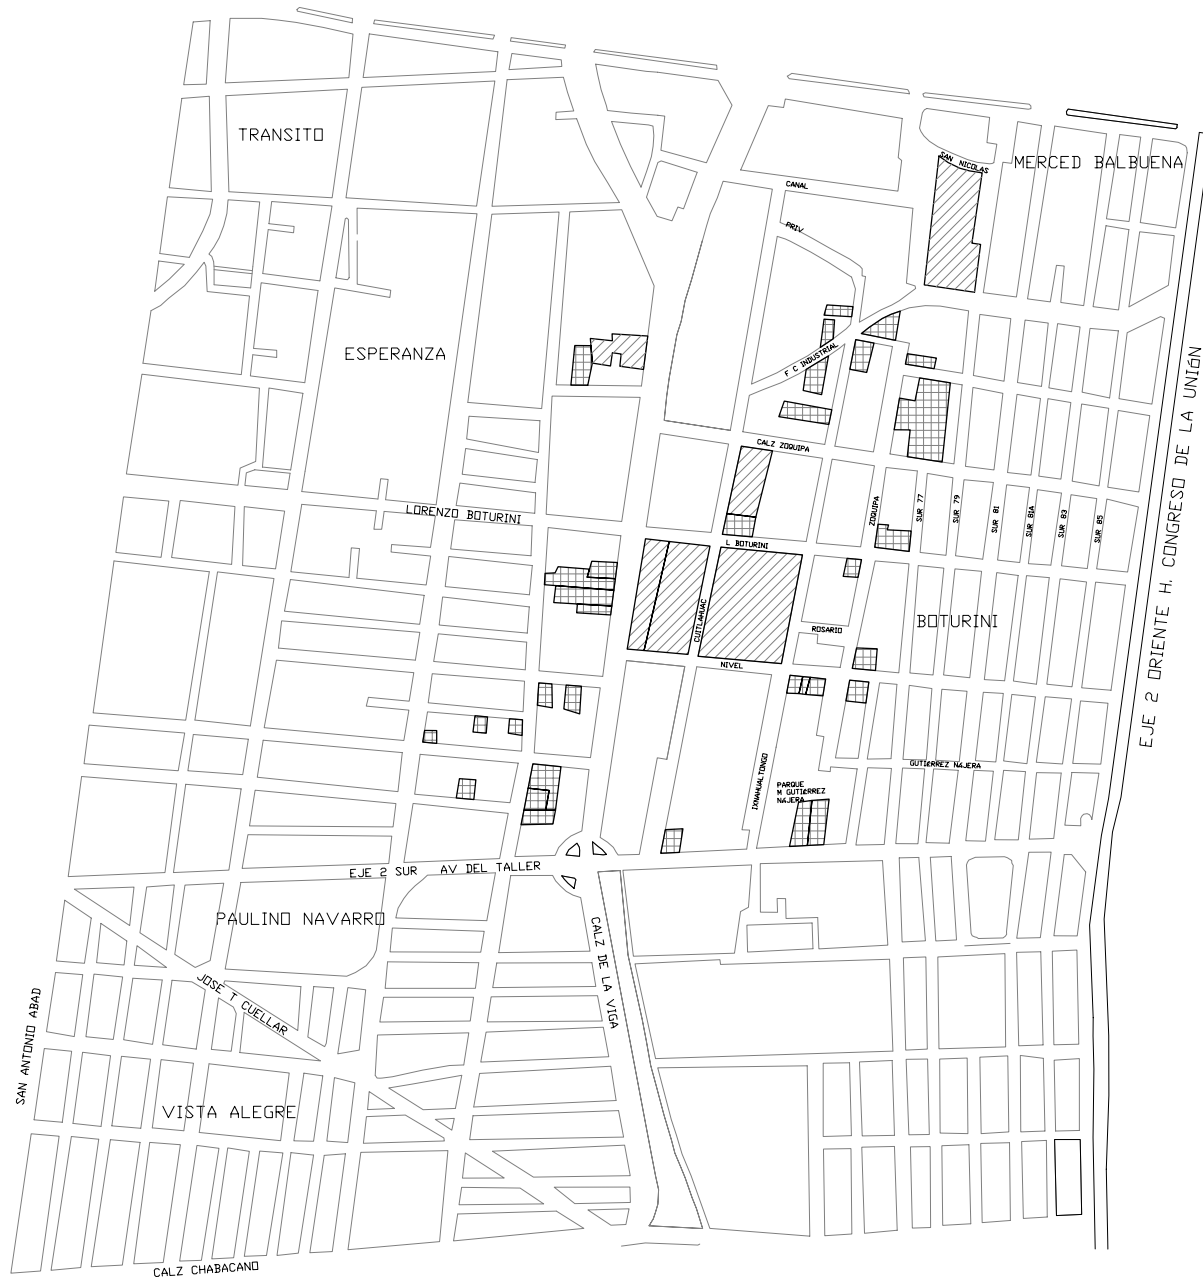 TRANSITO
MERCED BALBUENA
SAN NICOLAS
CANAL
PRIV.
ESPERANZA
F C INDUSTRIAL
EJE 2 ORIENTE H. CONGRESO DE LA UNIÓN
CALZ ZOQUIPA
LORENZO BOTURINI
ZOQUIPA
SUR 77
SUR 79
SUR 81
SUR 81A
SUR 83
SUR 85
L BOTURINI
CUITLAHUAC
ROSARIO
BOTURINI
NIVEL
IXNAHUALTONGO
GUTIERREZ NAJERA
PARQUE
M GUTIERREZ
NAJERA
EJE 2 SUR
AV DEL TALLER
PAULINO NAVARRO
CALZ DE LA VIGA
JOSE T CUELLAR
SAN ANTONIO ABAD
VISTA ALEGRE
CALZ CHABACANO